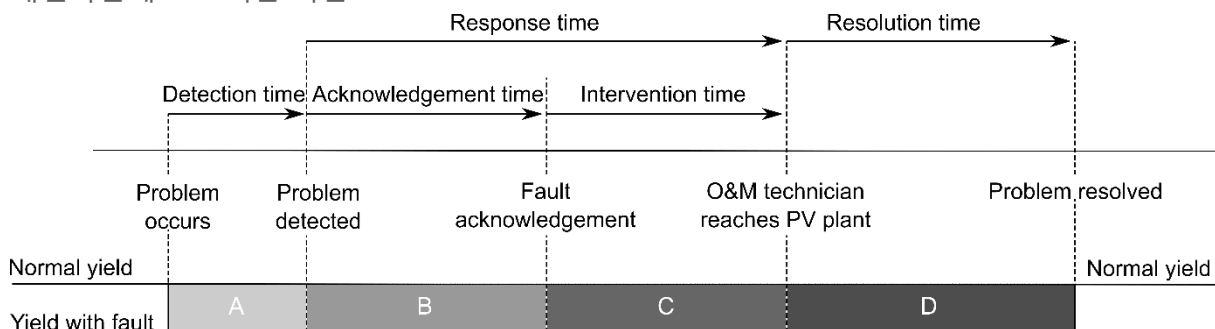 Response time
Resolution time
Detection time
Acknowledgement time
Intervention time
Problem
occurs
Problem
detected
Fault
acknowledgement
O&M technician
reaches PV plant
Problem resolved
Normal yield
Normal yield
A
B
C
D
Yield with fault